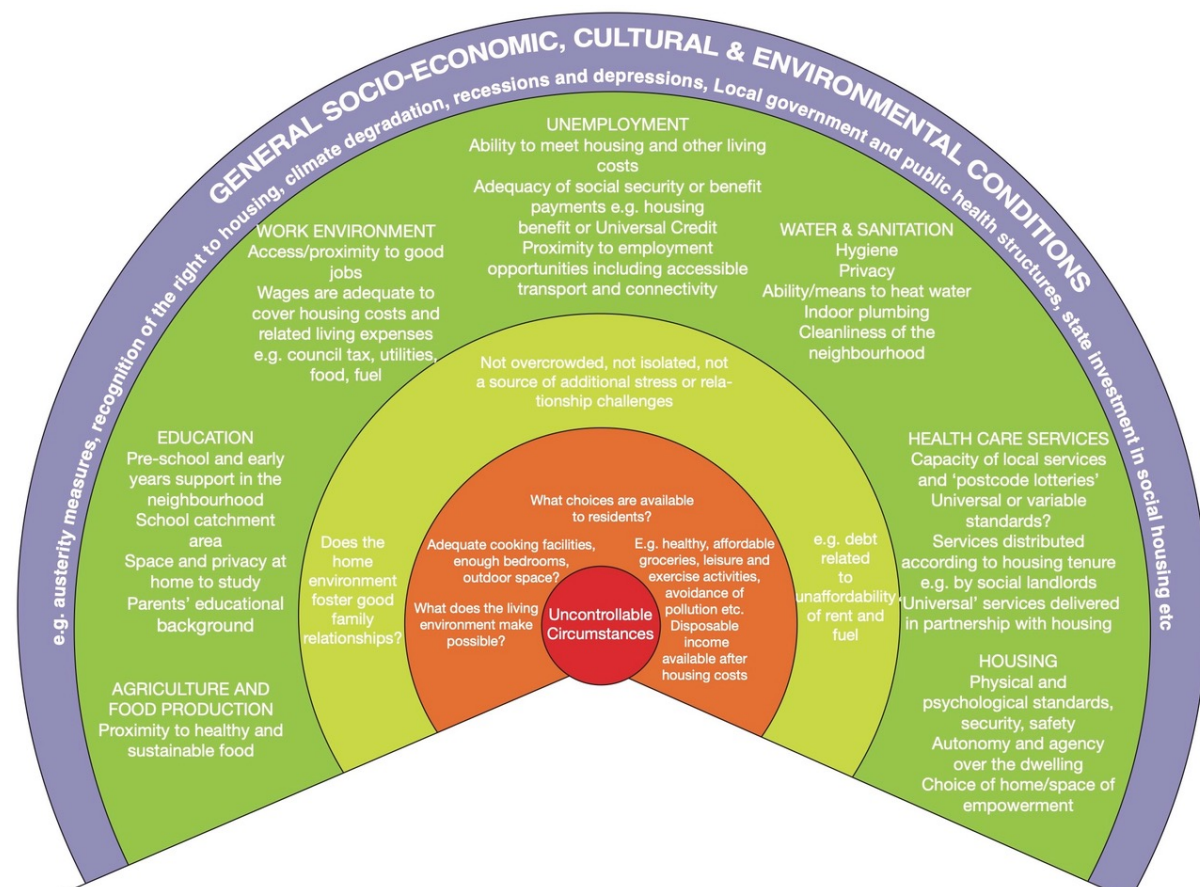 GENERAL SOCIO-ECONOMIC, CULTURAL & ENVIRONMENTAL CONDITIONS
e.g. austerity measures, recognition of the right to housing, climate degradation, recessions and depressions, Local government and public health structures, state investment in social housing etc
AGRICULTURE AND
FOOD PRODUCTION
Proximity to healthy and
sustainable food
EDUCATION
Pre-school and early
years support in the
neighbourhood
School catchment
area
Space and privacy at
home to study
Parents' educational
background
WORK ENVIRONMENT
Access/proximity to good
jobs
Wages are adequate to
cover housing costs and
related living expenses
e.g. council tax, utilities,
food, fuel
UNEMPLOYMENT
Ability to meet housing and other living
costs
Adequacy of social security or benefit
payments e.g. housing
benefit or Universal Credit
Proximity to employment
opportunities including accessible
transport and connectivity
WATER & SANITATION
Hygiene
Privacy
Ability/means to heat water
Indoor plumbing
Cleanliness of the
neighbourhood
HEALTH CARE SERVICES
Capacity of local services
and 'postcode lotteries'
Universal or variable
standards?
Services distributed
according to housing tenure
e.g. by social landlords
'Universal' services delivered
in partnership with housing
HOUSING
Physical and
psychological standards,
security, safety
Autonomy and agency
over the dwelling
Choice of home/space of
empowerment
Does the
home
environment
foster good
family
relationships?
Not overcrowded, not isolated, not
a source of additional stress or rela-
tionship challenges
e.g. debt
related
to
unaffordability
of rent and
fuel
What choices are available
to residents?
Adequate cooking facilities,
enough bedrooms,
outdoor space?
What does the living
environment make
possible?
E.g. healthy, affordable
groceries, leisure and
exercise activities,
avoidance of
pollution etc.
Disposable
income
available after
housing costs
Uncontrollable
Circumstances